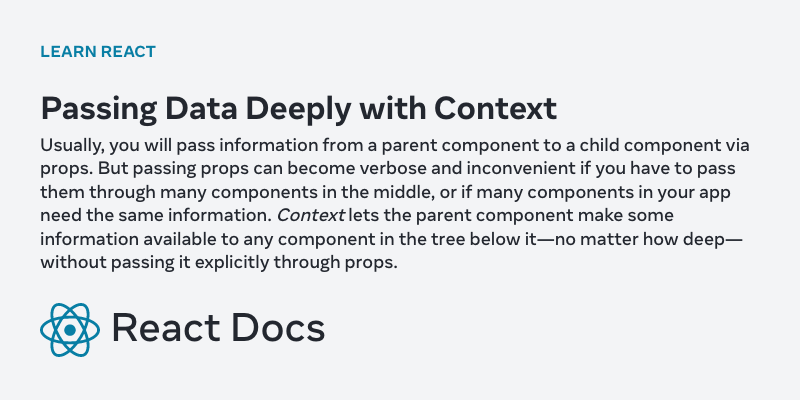 LEARN REACT
Passing Data Deeply with Context
Usually, you will pass information from a parent component to a child component via
props. But passing props can become verbose and inconvenient if you have to pass
them through many components in the middle, or if many components in your app
need the same information. Context lets the parent component make some
information available to any component in the tree below it—no matter how deep—
without passing it explicitly through props.
React Docs